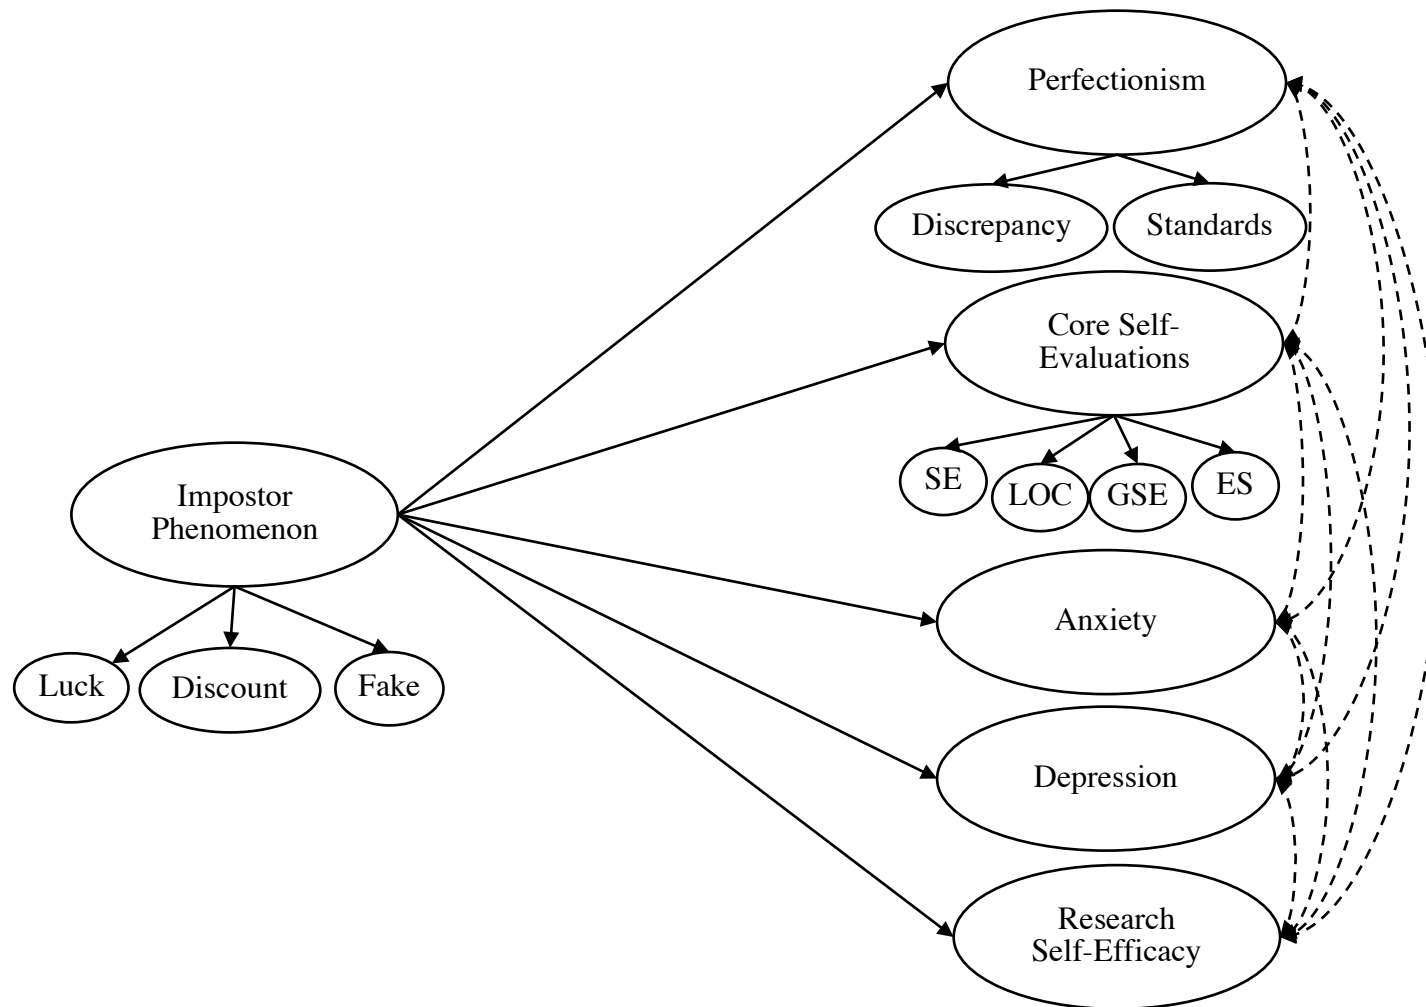 Perfectionism
Discrepancy
Standards
Core Self-
Evaluations
SE
LOC
GSE
ES
Impostor
Phenomenon
Luck
Discount
Fake
Anxiety
Depression
Research
Self-Efficacy